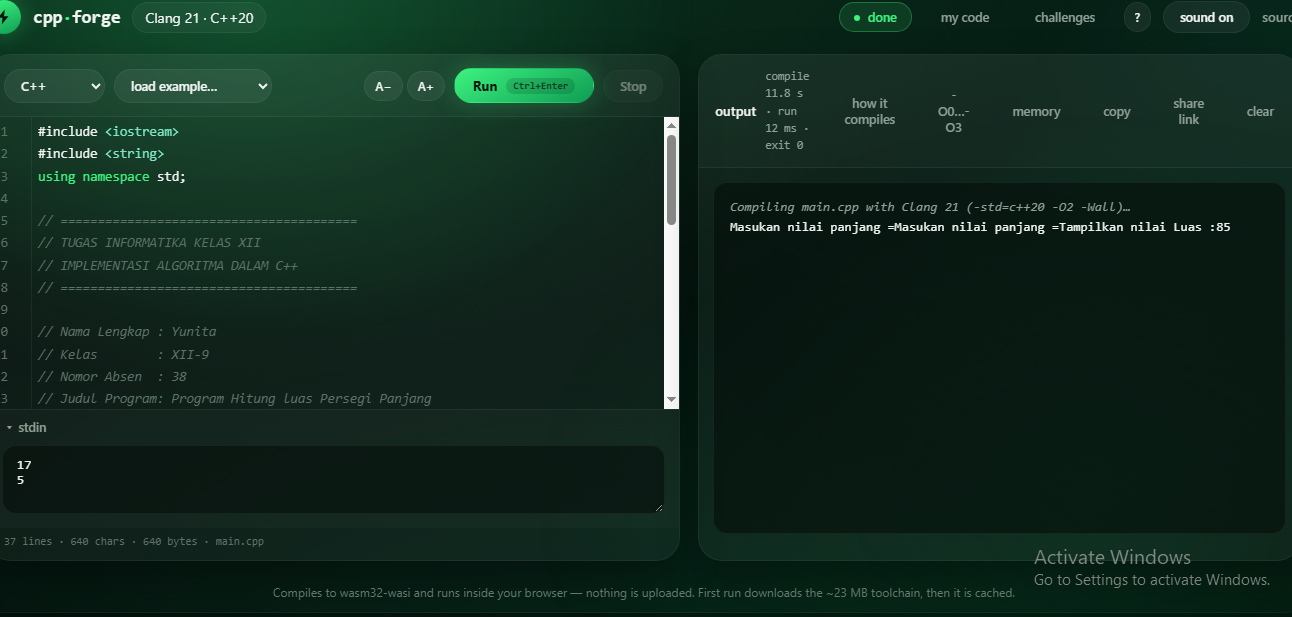 cpp·forge
Clang 21 · C++20
done
my code
challenges
?
sound on
C++
load example...
A−
A+
Run Ctrl+Enter
Stop
1 #include <iostream>
2 #include <string>
3 using namespace std;
4
5 // ========================================
6 // TUGAS INFORMATIKA KELAS XII
7 // IMPLEMENTASI ALGORITMA DALAM C++
8 // ========================================
9
0 // Nama Lengkap : Yunita
1 // Kelas        : XII-9
2 // Nomor Absen  : 38
3 // Judul Program: Program Hitung luas Persegi Panjang
stdin
17
5
37 lines · 640 chars · 640 bytes · main.cpp
output
compile
11.8 s
· run
12 ms ·
exit 0
how it
compiles
-
O0…-
O3
memory
copy
share
link
clear
Compiling main.cpp with Clang 21 (-std=c++20 -O2 -Wall)…
Masukan nilai panjang =Masukan nilai panjang =Tampilkan nilai Luas :85
Activate Windows
Go to Settings to activate Windows.
Compiles to wasm32-wasi and runs inside your browser — nothing is uploaded. First run downloads the ~23 MB toolchain, then it is cached.